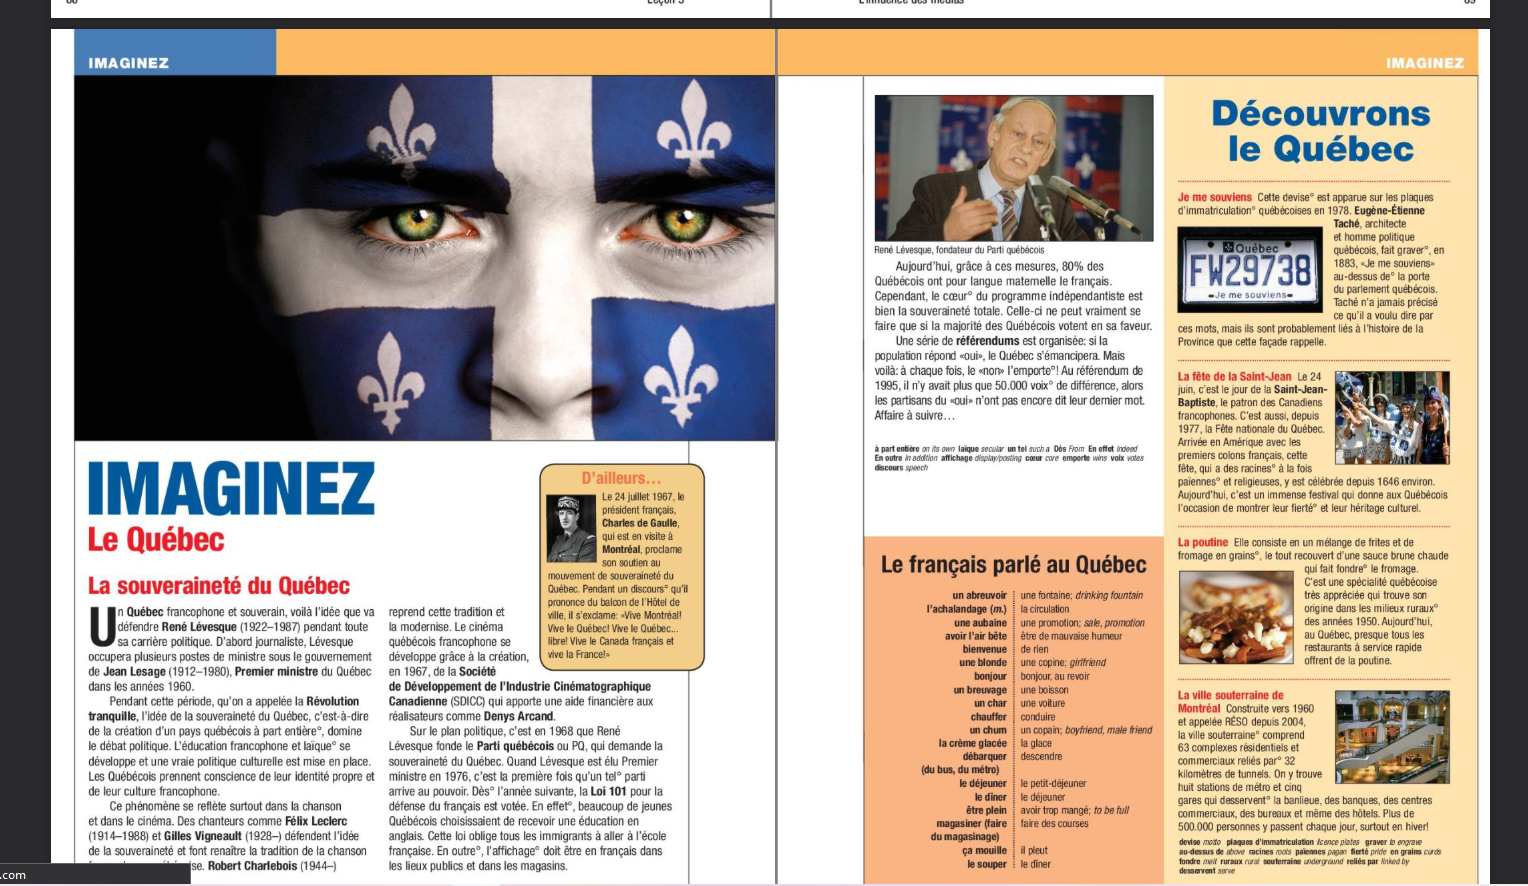 Leçon 3
L'influence des médias
89
IMAGINEZ
IMAGINEZ
IMAGINEZ
Le Québec
La souveraineté du Québec
Un Québec francophone et souverain, voilà l'idée que va
défendre René Lévesque (1922–1987) pendant toute
sa carrière politique. D'abord journaliste, Lévesque
occupera plusieurs postes de ministre sous le gouvernement
de Jean Lesage (1912–1980), Premier ministre du Québec
dans les années 1960.
Pendant cette période, qu'on a appelée la Révolution
tranquille, l'idée de la souveraineté du Québec, c'est-à-dire
de la création d'un pays québécois à part entière°, domine
le débat politique. L'éducation francophone et laïque° se
développe et une vraie politique culturelle est mise en place.
Les Québécois prennent conscience de leur identité propre et
de leur culture francophone.
Ce phénomène se reflète surtout dans la chanson
et dans le cinéma. Des chanteurs comme Félix Leclerc
(1914–1988) et Gilles Vigneault (1928–) défendent l'idée
de la souveraineté et font renaître la tradition de la chanson
Robert Charlebois (1944–)
reprend cette tradition et
la modernise. Le cinéma
québécois francophone se
développe grâce à la création,
en 1967, de la Société
de Développement de l'Industrie Cinématographique
Canadienne (SDICC) qui apporte une aide financière aux
réalisateurs comme Denys Arcand.
Sur le plan politique, c'est en 1968 que René
Lévesque fonde le Parti québécois ou PQ, qui demande la
souveraineté du Québec. Quand Lévesque est élu Premier
ministre en 1976, c'est la première fois qu'un tel° parti
arrive au pouvoir. Dès° l'année suivante, la Loi 101 pour la
défense du français est votée. En effet°, beaucoup de jeunes
Québécois choisissaient de recevoir une éducation en
anglais. Cette loi oblige tous les immigrants à aller à l'école
française. En outre°, l'affichage° doit être en français dans
les lieux publics et dans les magasins.
D'ailleurs…
Le 24 juillet 1967, le
président français,
Charles de Gaulle,
qui est en visite à
Montréal, proclame
son soutien au
mouvement de souveraineté du
Québec. Pendant un discours° qu'il
prononce du balcon de l'Hôtel de
ville, il s'exclame: «Vive Montréal!
Vive le Québec! Vive le Québec...
libre! Vive le Canada français et
vive la France!»
René Lévesque, fondateur du Parti québécois
Aujourd'hui, grâce à ces mesures, 80% des
Québécois ont pour langue maternelle le français.
Cependant, le cœur° du programme indépendantiste est
bien la souveraineté totale. Celle-ci ne peut vraiment se
faire que si la majorité des Québécois votent en sa faveur.
Une série de référendums est organisée: si la
population répond «oui», le Québec s'émancipera. Mais
voilà: à chaque fois, le «non» l'emporte°! Au référendum de
1995, il n'y avait plus que 50.000 voix° de différence, alors
les partisans du «oui» n'ont pas encore dit leur dernier mot.
Affaire à suivre…
à part entière on its own laïque secular un tel such a Dès From En effet Indeed
En outre In addition affichage display/posting cœur core emporte wins voix votes
discours speech
Le français parlé au Québec
un abreuvoir une fontaine; drinking fountain
l'achalandage (m.) la circulation
une aubaine une promotion; sale, promotion
avoir l'air bête être de mauvaise humeur
bienvenue de rien
une blonde une copine; girlfriend
bonjour bonjour, au revoir
un breuvage une boisson
un char une voiture
chauffer conduire
un chum un copain; boyfriend, male friend
la crème glacée la glace
débarquer descendre
(du bus, du métro)
le déjeuner le petit-déjeuner
le dîner le déjeuner
être plein avoir trop mangé; to be full
magasiner (faire faire des courses
du magasinage)
ça mouille il pleut
le souper le dîner
Découvrons
le Québec
Je me souviens Cette devise° est apparue sur les plaques
d'immatriculation° québécoises en 1978. Eugène-Étienne
Taché, architecte
et homme politique
québécois, fait graver°, en
1883, «Je me souviens»
au-dessus de° la porte
du parlement québécois.
Taché n'a jamais précisé
ce qu'il a voulu dire par
ces mots, mais ils sont probablement liés à l'histoire de la
Province que cette façade rappelle.
Québec
FW29738
Je me souviens
La fête de la Saint-Jean Le 24
juin, c'est le jour de la Saint-Jean-
Baptiste, le patron des Canadiens
francophones. C'est aussi, depuis
1977, la Fête nationale du Québec.
Arrivée en Amérique avec les
premiers colons français, cette
fête, qui a des racines° à la fois
païennes° et religieuses, y est célébrée depuis 1646 environ.
Aujourd'hui, c'est un immense festival qui donne aux Québécois
l'occasion de montrer leur fierté° et leur héritage culturel.
La poutine Elle consiste en un mélange de frites et de
fromage en grains°, le tout recouvert d'une sauce brune chaude
qui fait fondre° le fromage.
C'est une spécialité québécoise
très appréciée qui trouve son
origine dans les milieux ruraux°
des années 1950. Aujourd'hui,
au Québec, presque tous les
restaurants à service rapide
offrent de la poutine.
La ville souterraine de
Montréal Construite vers 1960
et appelée RÉSO depuis 2004,
la ville souterraine° comprend
63 complexes résidentiels et
commerciaux reliés par° 32
kilomètres de tunnels. On y trouve
huit stations de métro et cinq
gares qui desservent° la banlieue, des banques, des centres
commerciaux, des bureaux et même des hôtels. Plus de
500.000 personnes y passent chaque jour, surtout en hiver!
devise motto plaques d'immatriculation licence plates graver to engrave
au-dessus de above racines roots païennes pagan fierté pride en grains curds
fondre melt ruraux rural souterraine underground reliés par linked by
desservent serve
.com